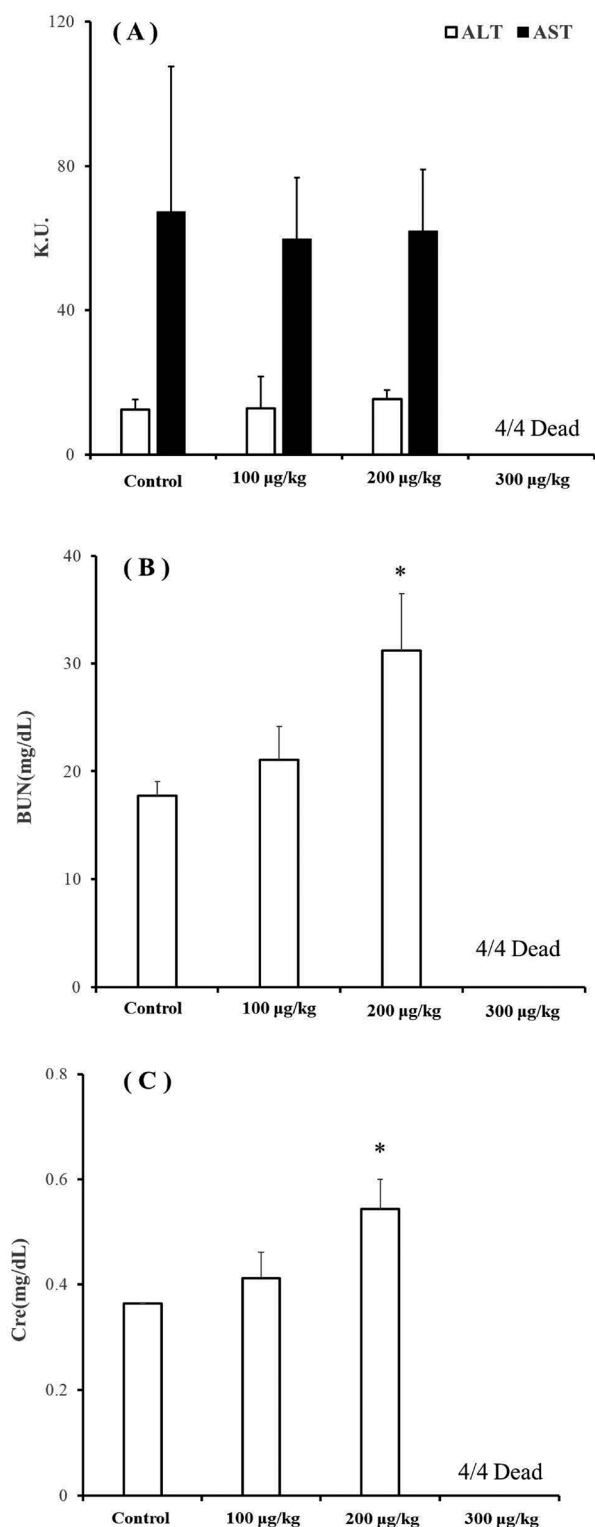 120
( A )
ALT AST
80
K.U.
40
4/4 Dead
0
Control 100 µg/kg 200 µg/kg 300 µg/kg
40
( B )
*
30
BUN(mg/dL)
20
10
4/4 Dead
0
Control 100 µg/kg 200 µg/kg 300 µg/kg
0.8
( C )
*
0.6
Cre(mg/dL)
0.4
0.2
4/4 Dead
0
Control 100 µg/kg 200 µg/kg 300 µg/kg